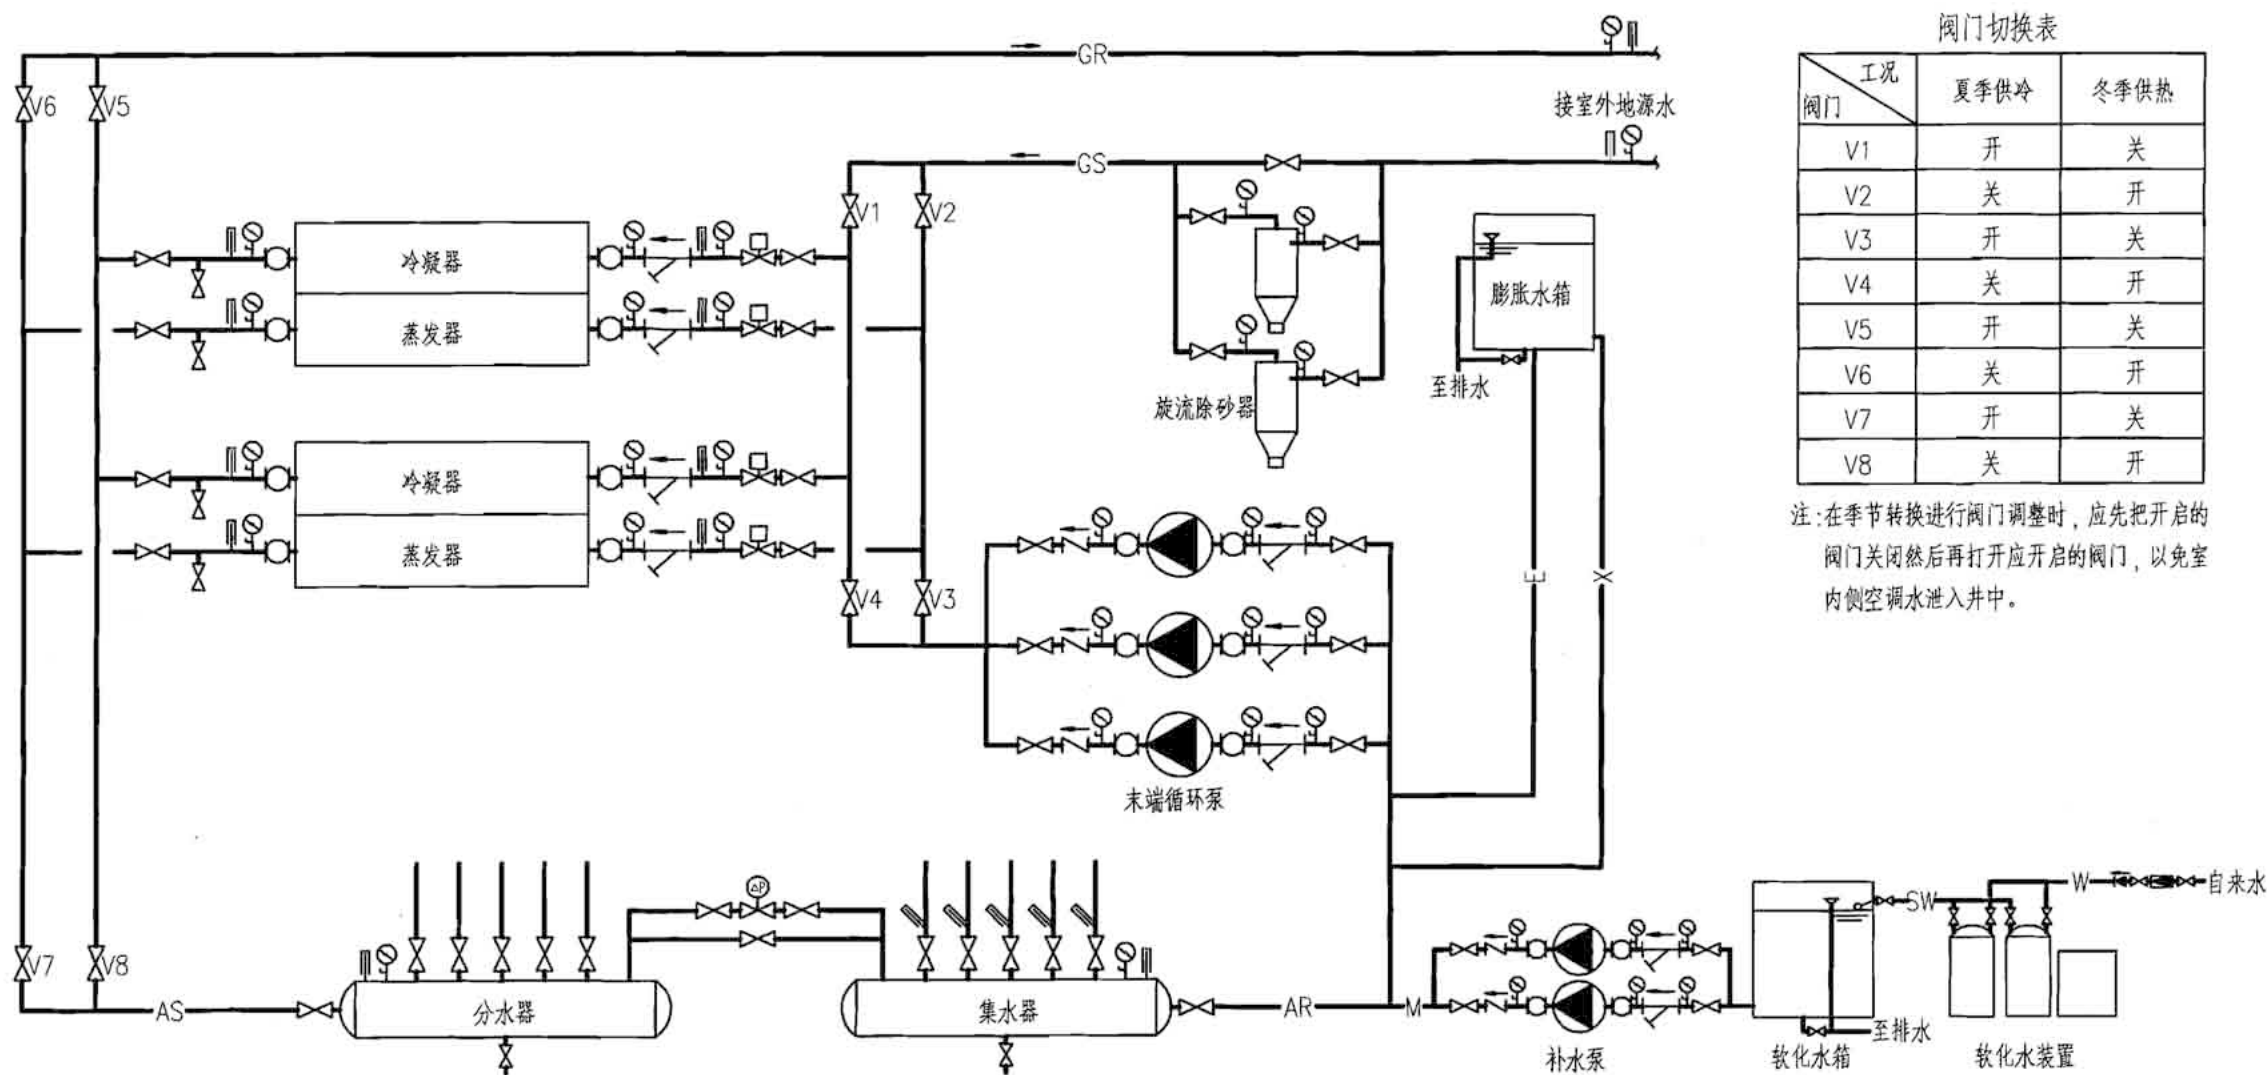 GR
V6
V5
接室外地源水
GS
V1
V2
冷凝器
蒸发器
冷凝器
蒸发器
V4
V3
旋流除砂器
膨胀水箱
至排水
E
X
末端循环泵
ΔP
V7
V8
AS
分水器
集水器
AR
M
补水泵
SW
W
自来水
至排水
软化水箱
软化水装置
阀门切换表
工况
阀门
夏季供冷
冬季供热
V1 开 关
V2 关 开
V3 开 关
V4 关 开
V5 开 关
V6 关 开
V7 开 关
V8 关 开
注:在季节转换进行阀门调整时，应先把开启的
阀门关闭然后再打开应开启的阀门，以免室
内侧空调水泄入井中。